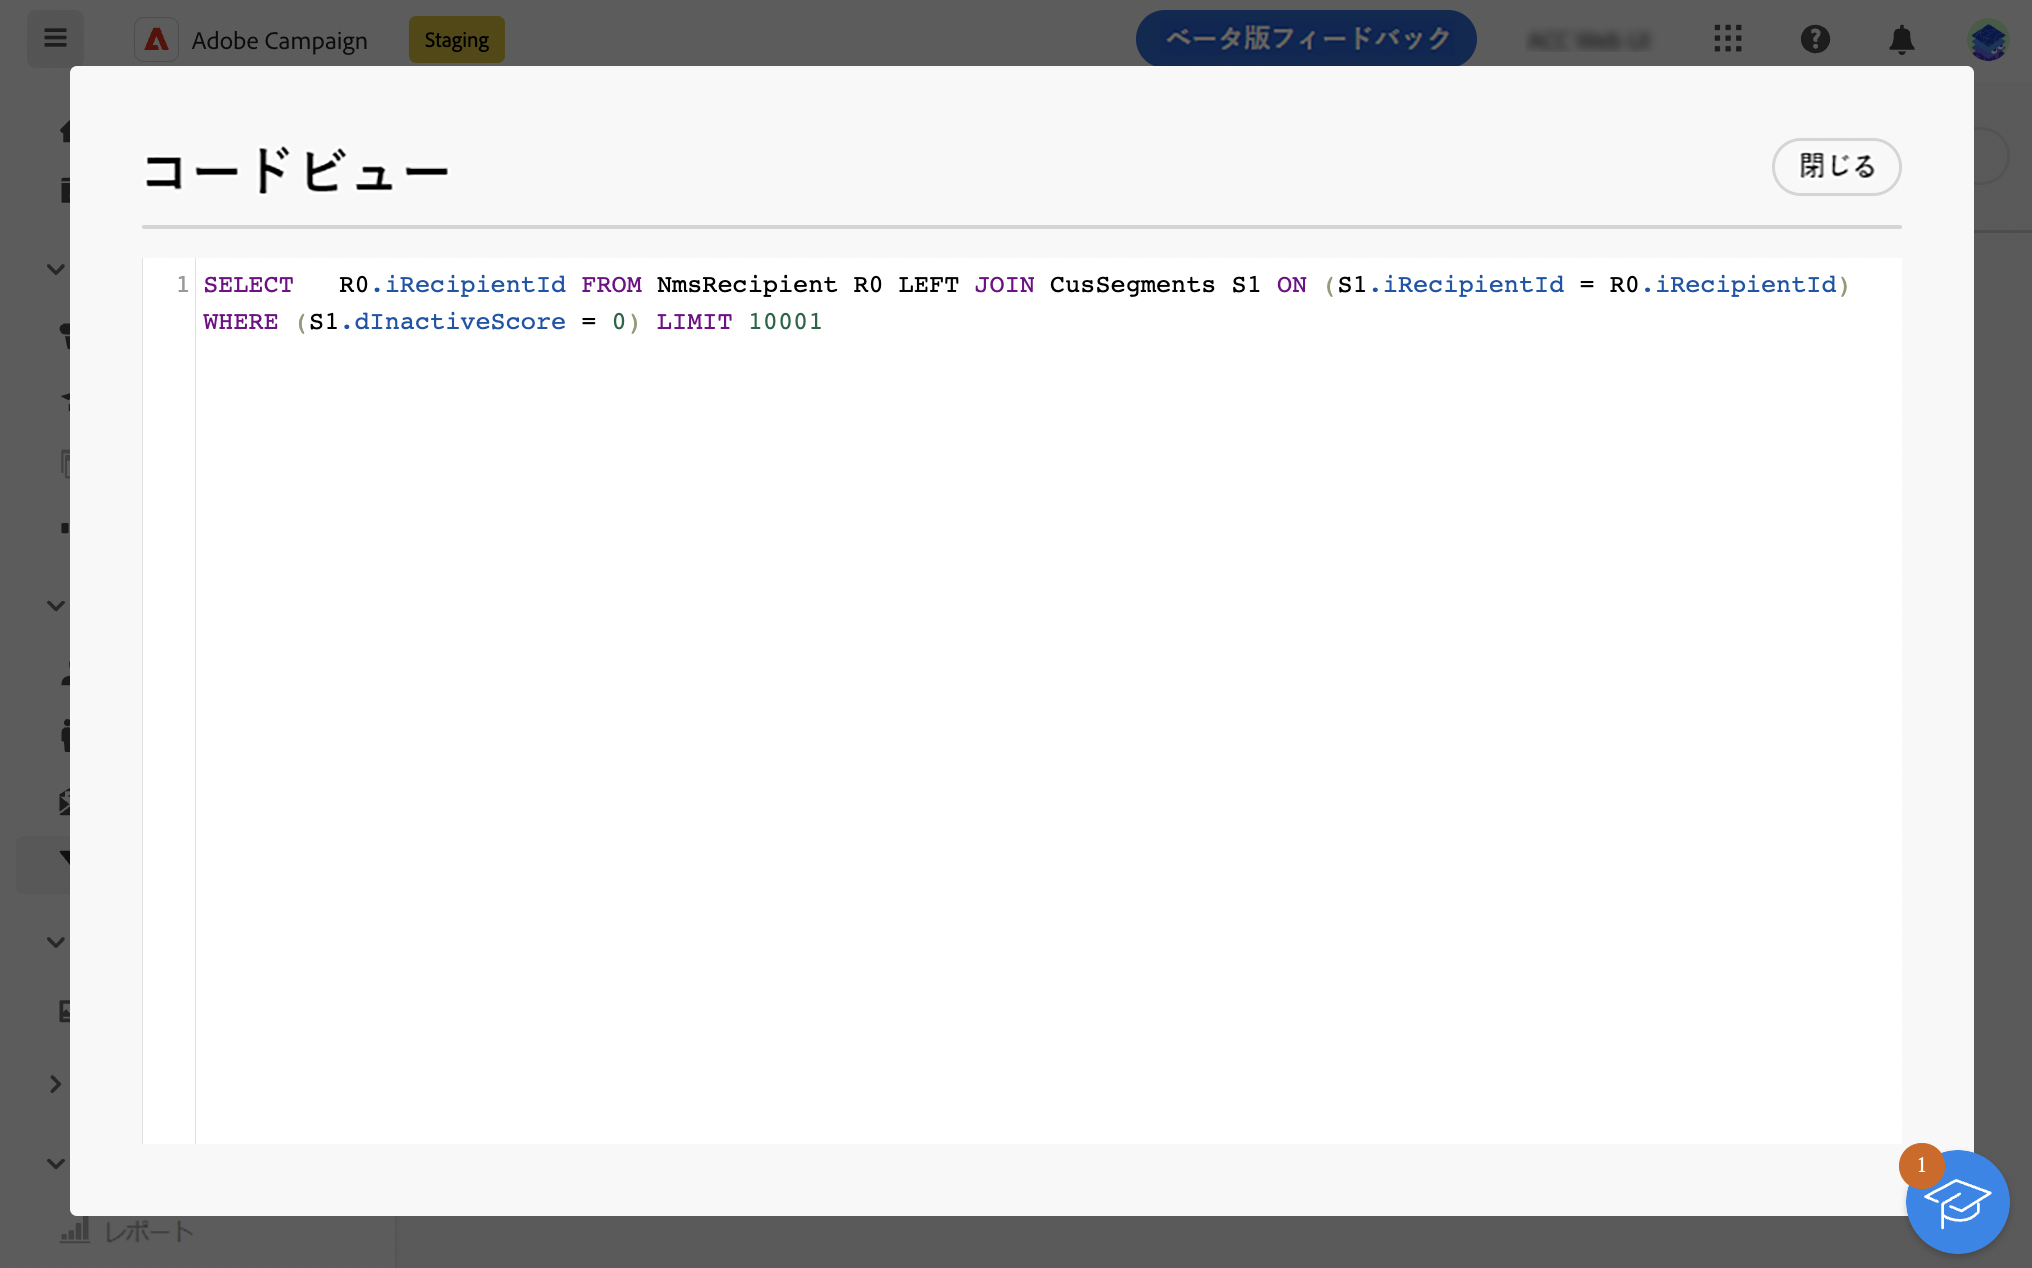 Adobe Campaign
Staging
ベータ版フィードバック
コードビュー
閉じる
1 SELECT   R0.iRecipientId FROM NmsRecipient R0 LEFT JOIN CusSegments S1 ON (S1.iRecipientId = R0.iRecipientId)
WHERE (S1.dInactiveScore = 0) LIMIT 10001
1
レポート